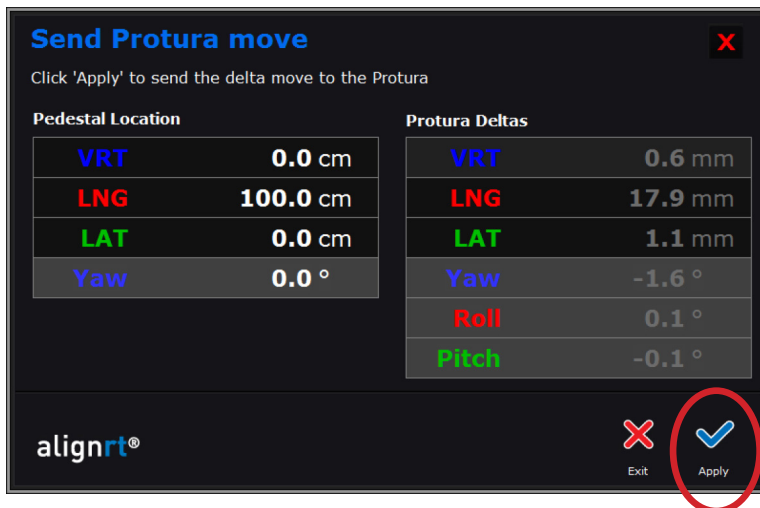 Send Protura move
X
Click 'Apply' to send the delta move to the Protura
Pedestal Location
VRT 0.0 cm
LNG 100.0 cm
LAT 0.0 cm
Yaw 0.0 °
Protura Deltas
VRT 0.6 mm
LNG 17.9 mm
LAT 1.1 mm
Yaw -1.6 °
Roll 0.1 °
Pitch -0.1 °
alignrt®
Exit
Apply